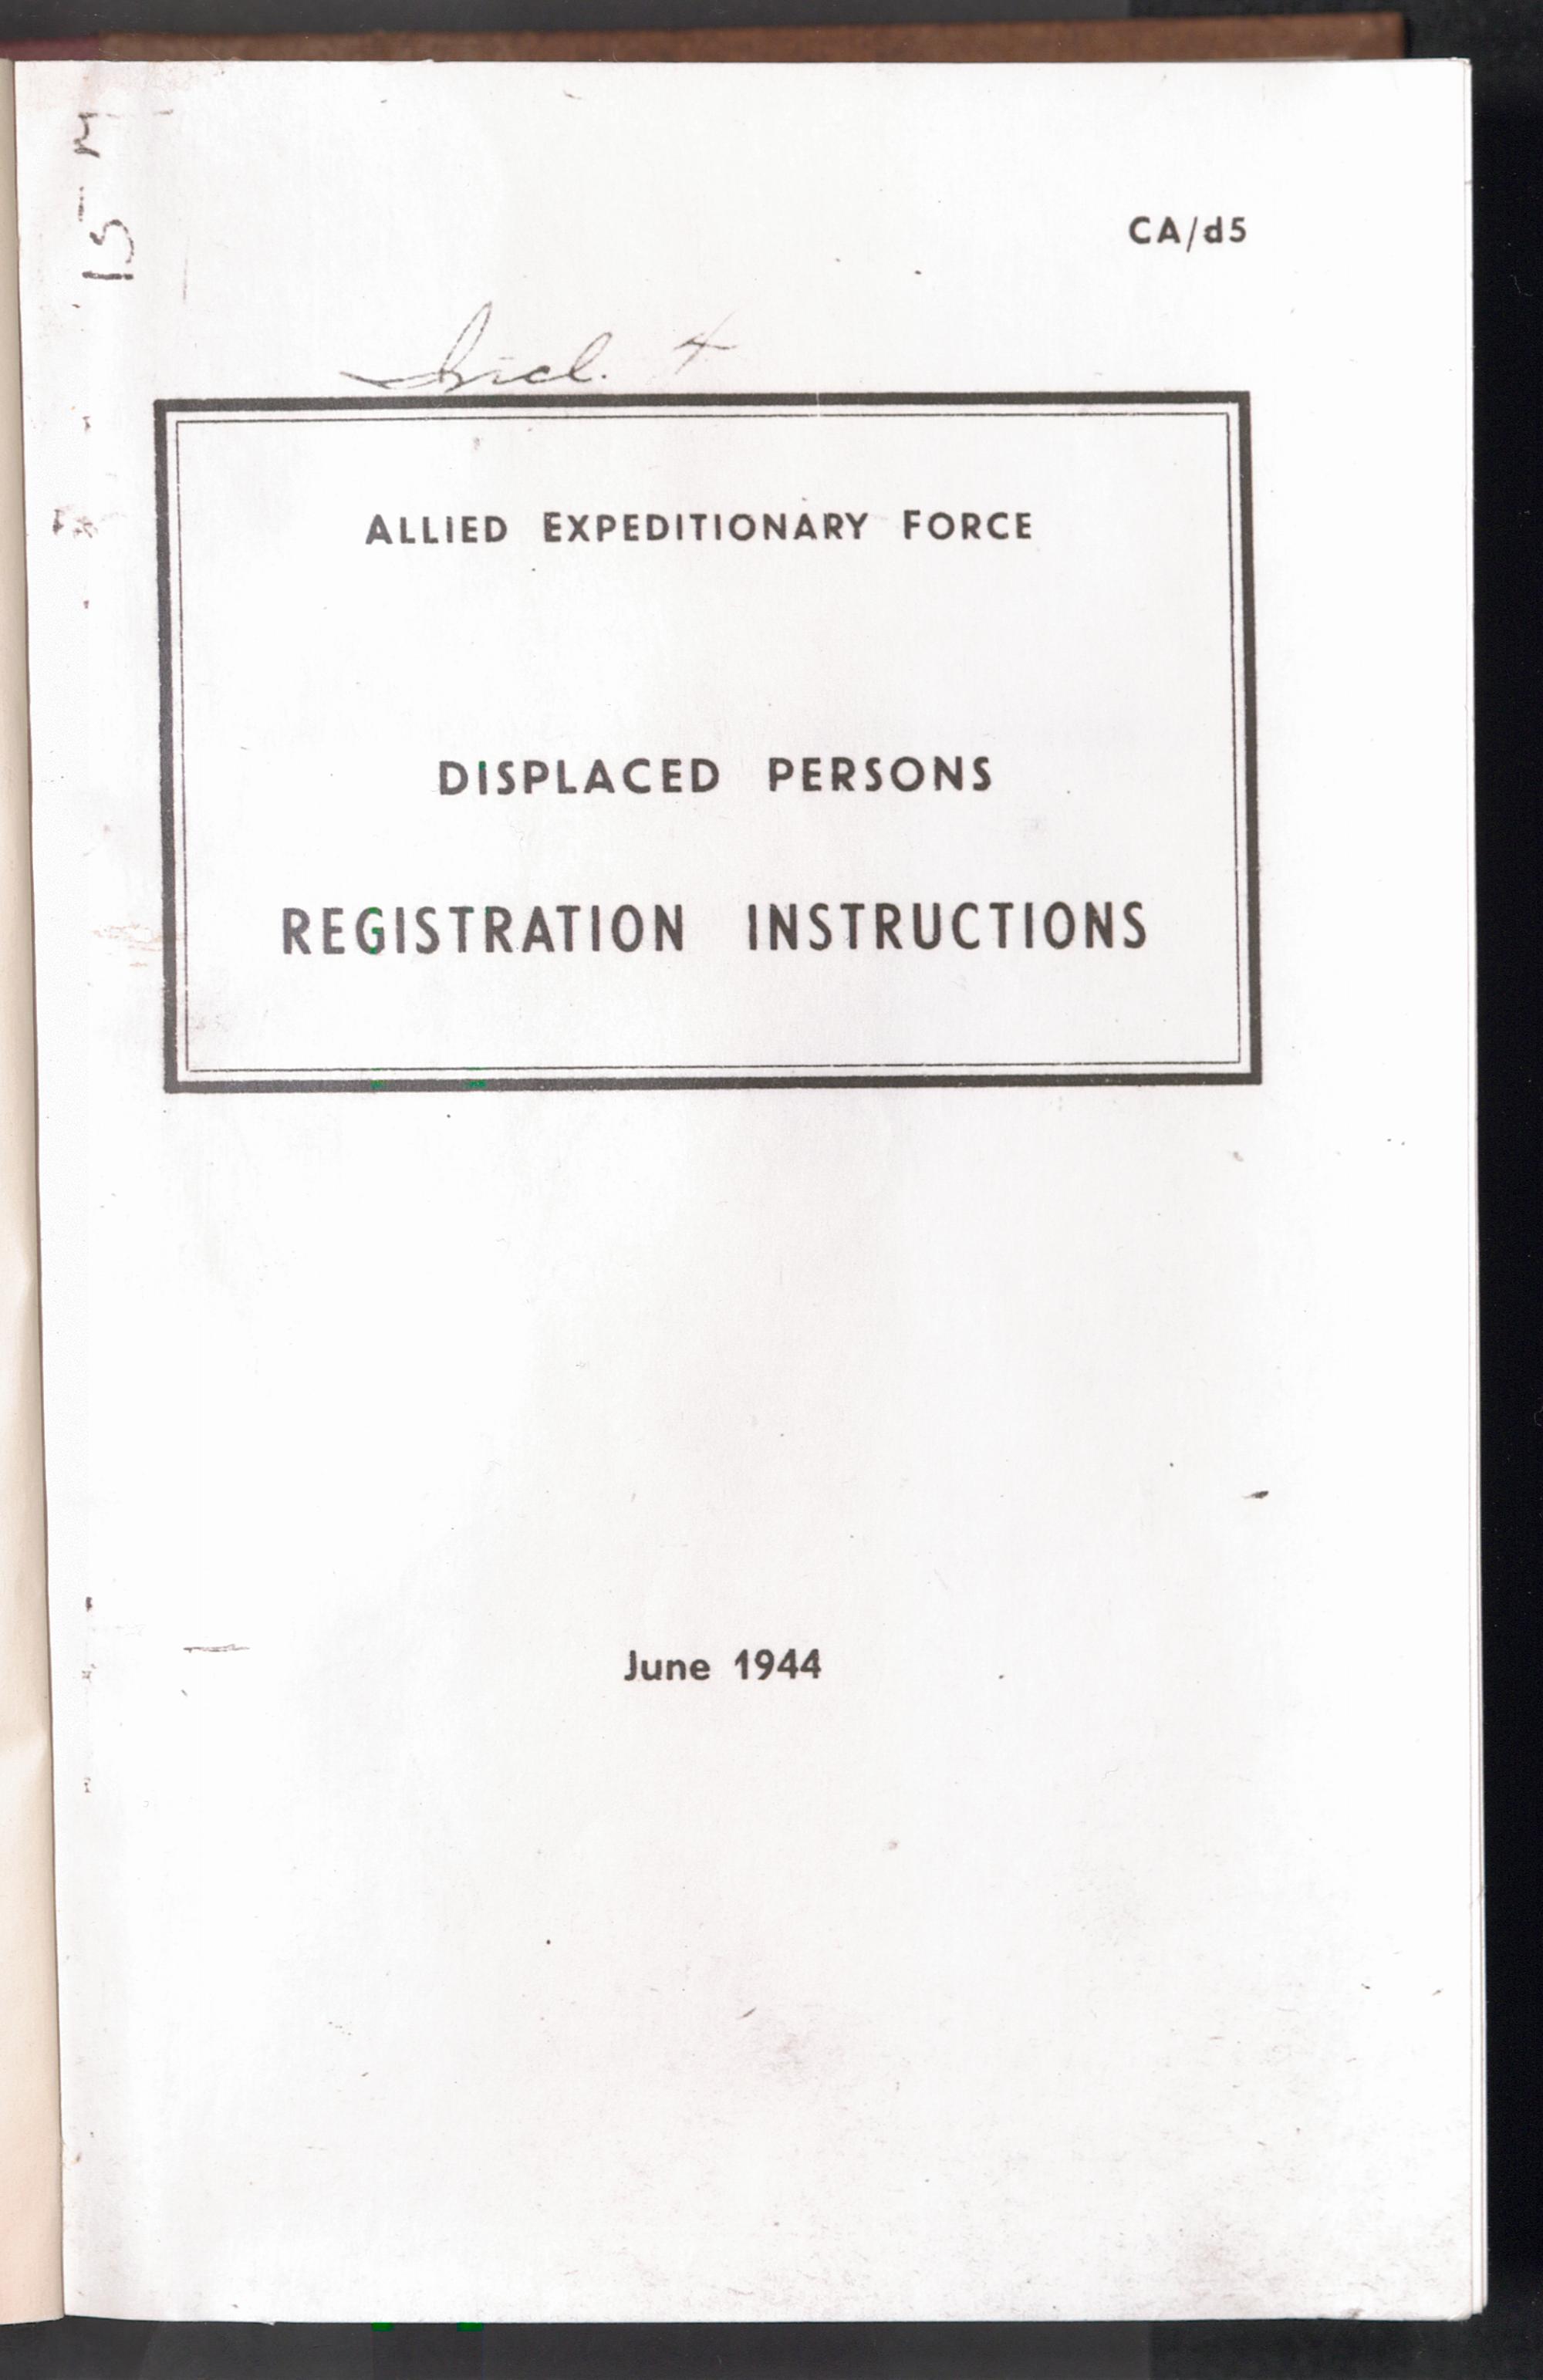 CA/d5
Incl. 4
ALLIED EXPEDITIONARY FORCE
DISPLACED PERSONS
REGISTRATION INSTRUCTIONS
June 1944